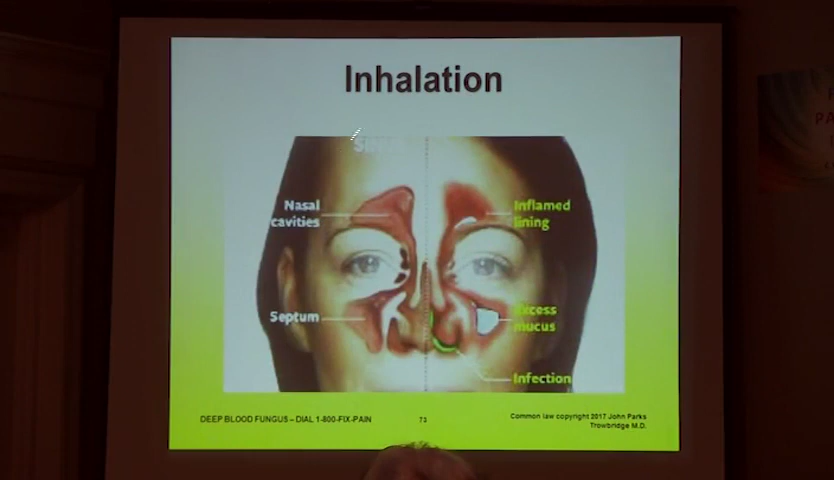 Inhalation
Nasal
cavities
Inflamed
lining
Septum
Excess
mucus
Infection
DEEP BLOOD FUNGUS – DIAL 1-800-FIX-PAIN
73
Common law copyright 2017 John Parks
Trowbridge M.D.